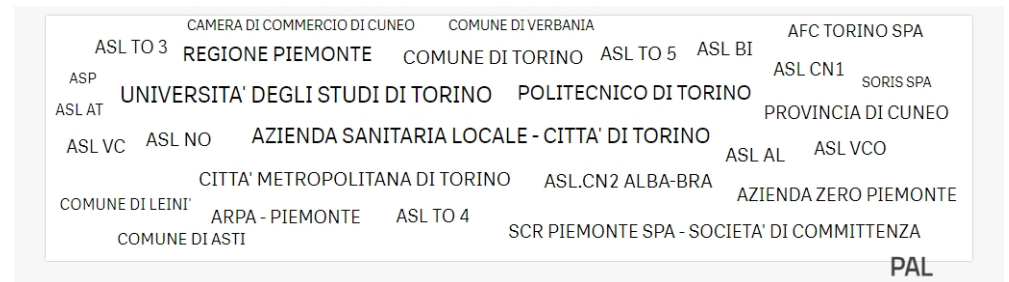 CAMERA DI COMMERCIO DI CUNEO
COMUNE DI VERBANIA
AFC TORINO SPA
ASL TO 3
REGIONE PIEMONTE
COMUNE DI TORINO
ASL TO 5
ASL BI
ASL CN1
ASP
SORIS SPA
UNIVERSITA' DEGLI STUDI DI TORINO
POLITECNICO DI TORINO
ASL AT
PROVINCIA DI CUNEO
ASL VC
ASL NO
AZIENDA SANITARIA LOCALE - CITTA' DI TORINO
ASL AL
ASL VCO
CITTA' METROPOLITANA DI TORINO
ASL.CN2 ALBA-BRA
AZIENDA ZERO PIEMONTE
COMUNE DI LEINI'
ARPA - PIEMONTE
ASL TO 4
COMUNE DI ASTI
SCR PIEMONTE SPA - SOCIETA' DI COMMITTENZA
PAL